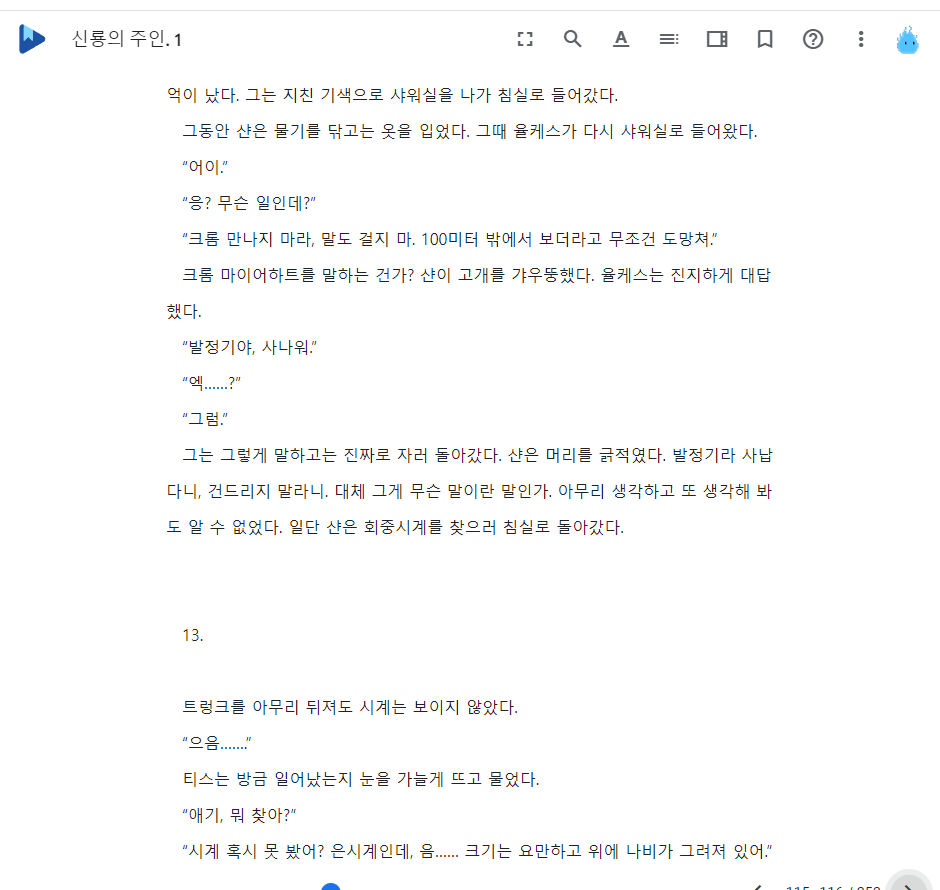 신룡의 주인. 1
억이 났다. 그는 지친 기색으로 샤워실을 나가 침실로 들어갔다.
그동안 샨은 물기를 닦고는 옷을 입었다. 그때 율케스가 다시 샤워실로 들어왔다.
“어이.”
“응? 무슨 일인데?”
“크롬 만나지 마라, 말도 걸지 마. 100미터 밖에서 보더라고 무조건 도망쳐.”
크롬 마이어하트를 말하는 건가? 샨이 고개를 갸우뚱했다. 율케스는 진지하게 대답
했다.
“발정기야, 사나워.”
“엑......?”
“그럼.”
그는 그렇게 말하고는 진짜로 자러 돌아갔다. 샨은 머리를 긁적였다. 발정기라 사납
다니, 건드리지 말라니. 대체 그게 무슨 말이란 말인가. 아무리 생각하고 또 생각해 봐
도 알 수 없었다. 일단 샨은 회중시계를 찾으러 침실로 돌아갔다.
13.
트렁크를 아무리 뒤져도 시계는 보이지 않았다.
“으음.......”
티스는 방금 일어났는지 눈을 가늘게 뜨고 물었다.
“애기, 뭐 찾아?”
“시계 혹시 못 봤어? 은시계인데, 음...... 크기는 요만하고 위에 나비가 그려져 있어.”